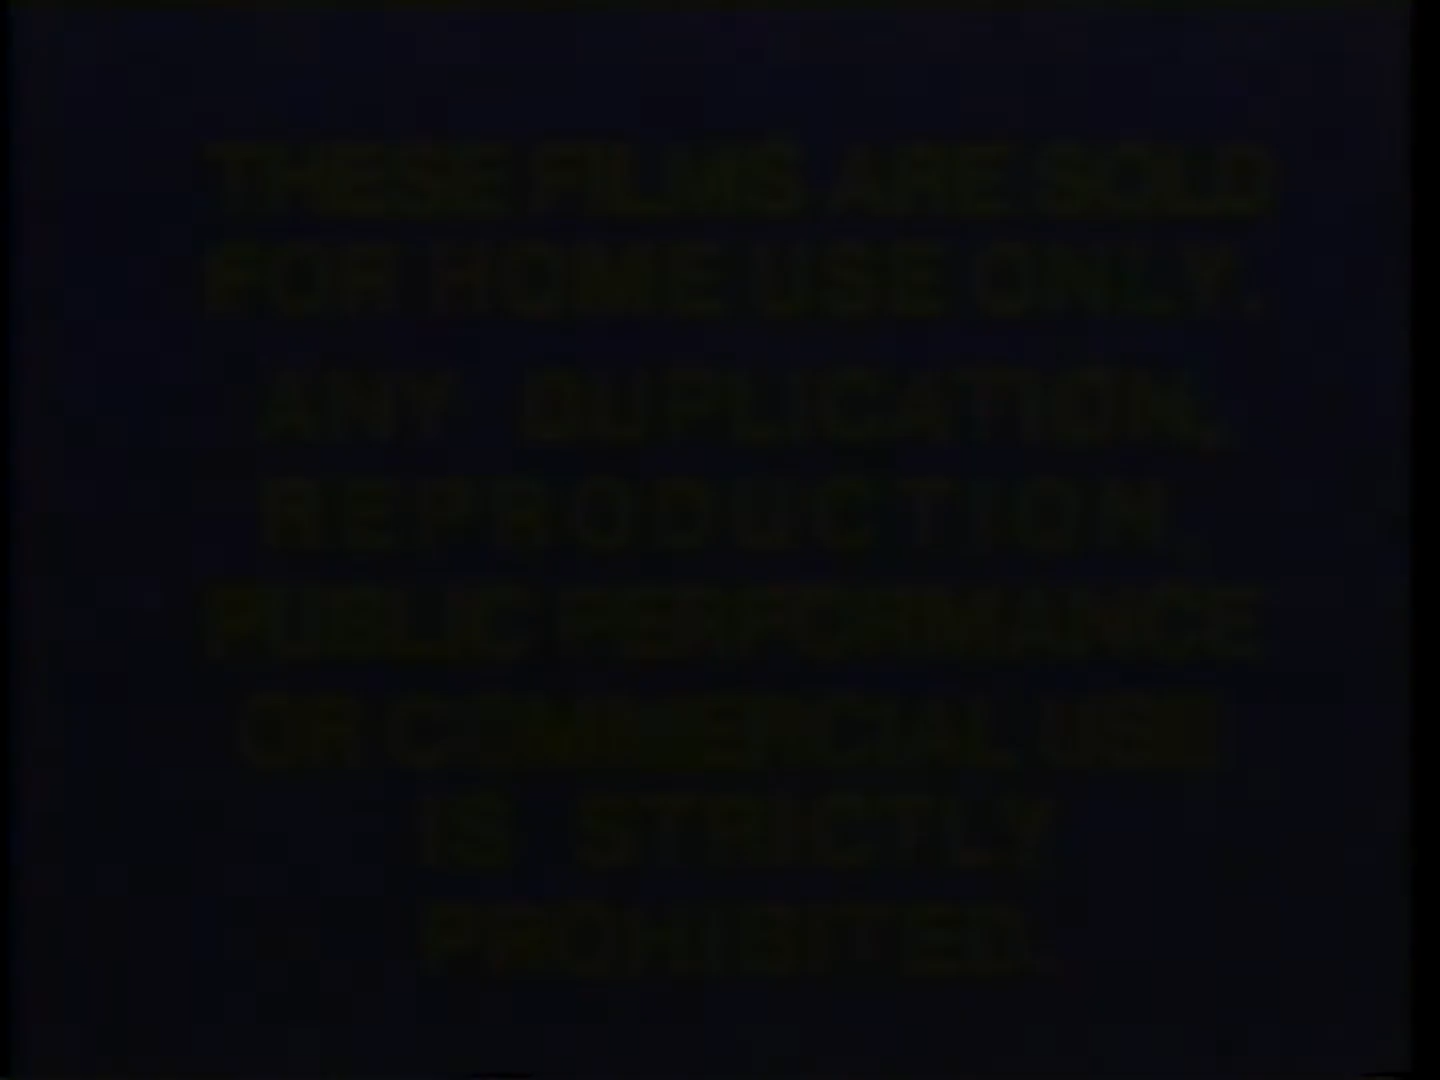 THESE FILMS ARE SOLD
FOR HOME USE ONLY.
ANY DUPLICATION,
REPRODUCTION,
PUBLIC PERFORMANCE
OR COMMERCIAL USE
IS STRICTLY
PROHIBITED.